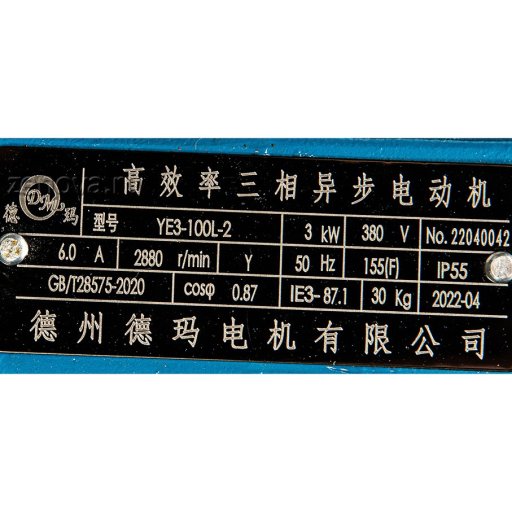 高效率三相异步电动机
德 DM 玛
型号 YE3-100L-2 3 kW 380 V No. 22040042
6.0 A 2880 r/min Y 50 Hz 155(F) IP55
GB/T28575-2020 cosφ 0.87 IE3-87.1 30 Kg 2022-04
德州德玛电机有限公司